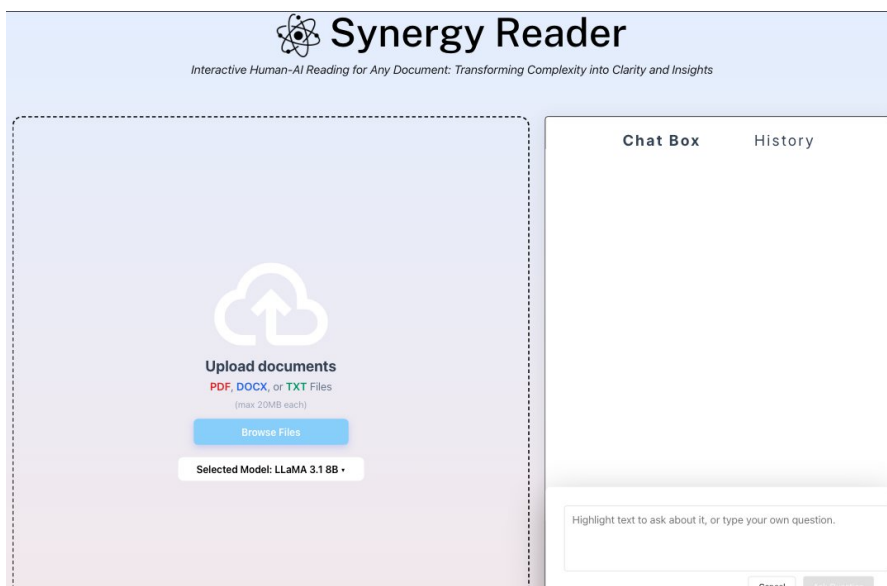 Synergy Reader
Interactive Human-AI Reading for Any Document: Transforming Complexity into Clarity and Insights
Upload documents
PDF, DOCX, or TXT Files
(max 20MB each)
Browse Files
Selected Model: LLaMA 3.1 8B ▾
Chat Box History
Highlight text to ask about it, or type your own question.
Cancel